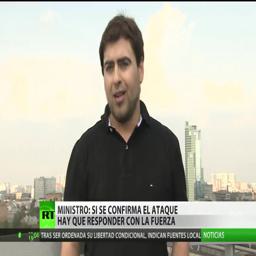 MINISTRO: SI SE CONFIRMA EL ATAQUE
RT HAY QUE RESPONDER CON LA FUERZA
TRAS SER ORDENADA SU LIBERTAD CONDICIONAL, INDICAN FUENTES LOCALES NOTICIAS